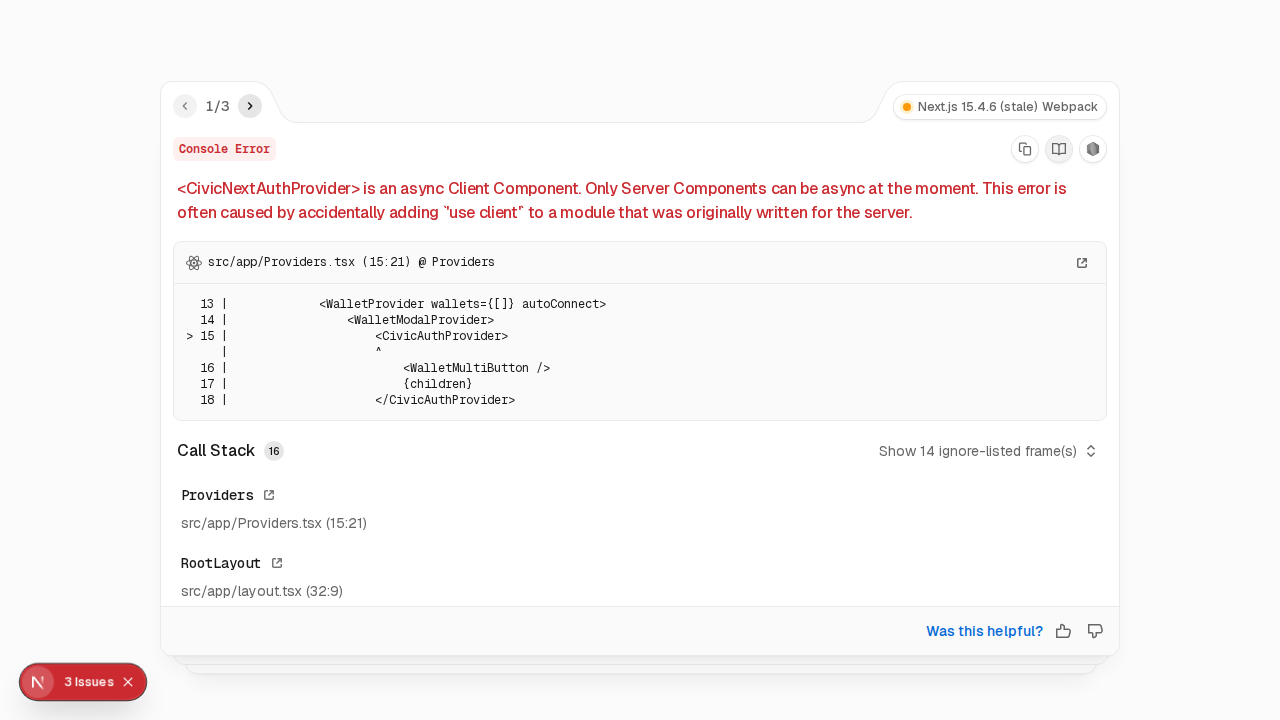 1/3
Next.js 15.4.6 (stale) Webpack
Console Error
<CivicNextAuthProvider> is an async Client Component. Only Server Components can be async at the moment. This error is
often caused by accidentally adding `'use client'` to a module that was originally written for the server.
src/app/Providers.tsx (15:21) @ Providers
13 |             <WalletProvider wallets={[]} autoConnect>
14 |                 <WalletModalProvider>
> 15 |                     <CivicAuthProvider>
|                     ^
16 |                         <WalletMultiButton />
17 |                         {children}
18 |                     </CivicAuthProvider>
Call Stack 16
Show 14 ignore-listed frame(s)
Providers
src/app/Providers.tsx (15:21)
RootLayout
src/app/layout.tsx (32:9)
Was this helpful?
N 3 Issues